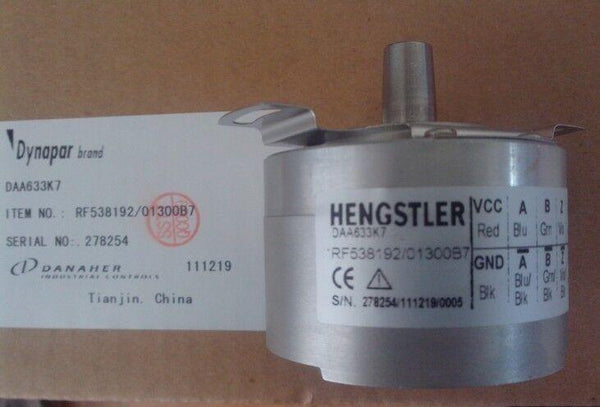 Dynapar brand
DAA633K7
ITEM NO.: RF538192/01300B7
SERIAL NO:. 278254
DANAHER 111219
INDUSTRIAL CONTROLS
Tianjin. China
HENGSTLER
DAA633K7
RF538192/01300B7
CE
S/N. 278254/111219/0005
VCC A B Z
Red Blu Grn
GND A B Z
Blk Blu/ Grn/
Blk Blk